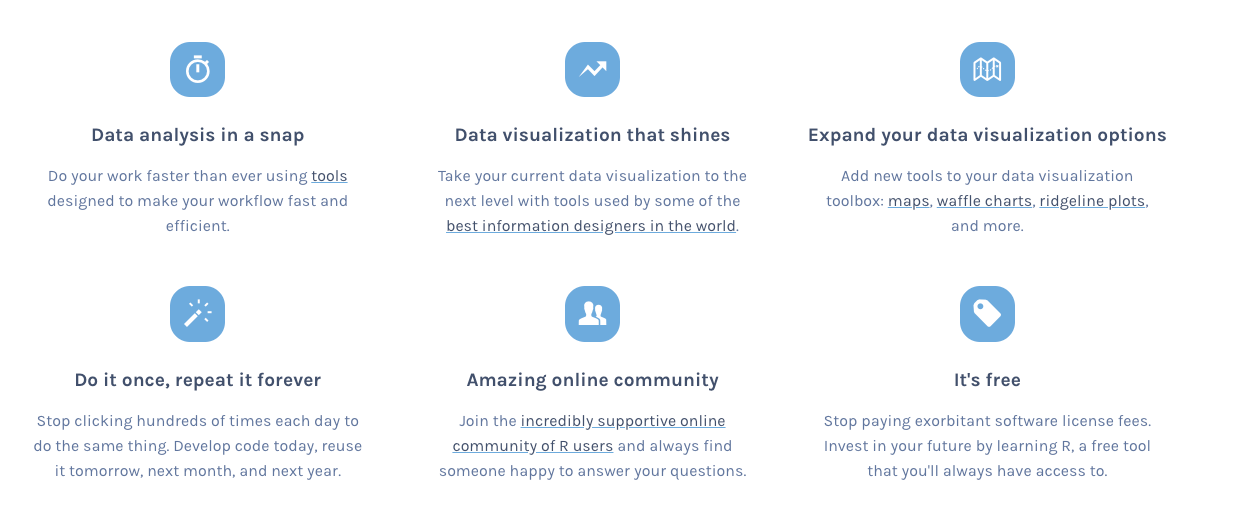 Data analysis in a snap
Do your work faster than ever using tools
designed to make your workflow fast and
efficient.
Data visualization that shines
Take your current data visualization to the
next level with tools used by some of the
best information designers in the world.
Expand your data visualization options
Add new tools to your data visualization
toolbox: maps, waffle charts, ridgeline plots,
and more.
Do it once, repeat it forever
Stop clicking hundreds of times each day to
do the same thing. Develop code today, reuse
it tomorrow, next month, and next year.
Amazing online community
Join the incredibly supportive online
community of R users and always find
someone happy to answer your questions.
It's free
Stop paying exorbitant software license fees.
Invest in your future by learning R, a free tool
that you'll always have access to.